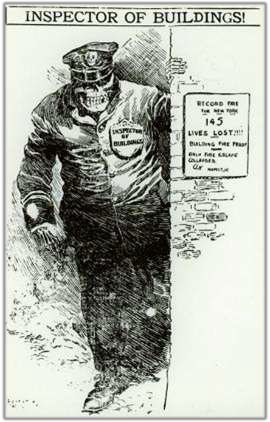 INSPECTOR OF BUILDINGS!
INSPECTOR
OF
BUILDINGS
RECORD FIRE
FOR NEW YORK
145
LIVES LOST!!!!
BUILDING FIRE PROOF
ONLY FIRE ESCAPE
COLLAPSED